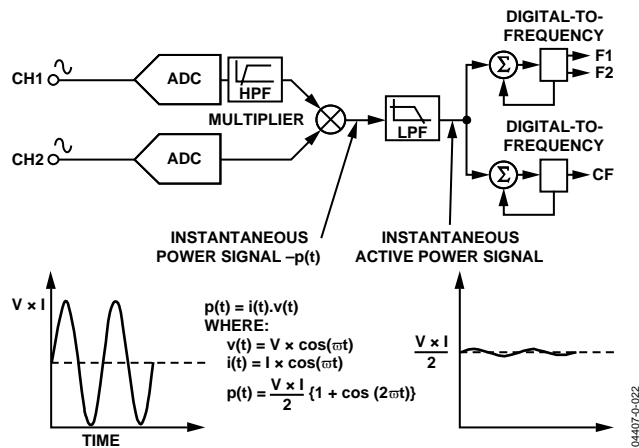 DIGITAL-TO-
FREQUENCY
CH1
ADC
HPF
F1
F2
Σ
MULTIPLIER
LPF
CH2
ADC
DIGITAL-TO-
FREQUENCY
Σ
CF
INSTANTANEOUS
POWER SIGNAL –p(t)
INSTANTANEOUS
ACTIVE POWER SIGNAL
V × I
TIME
p(t) = i(t).v(t)
WHERE:
v(t) = V × cos(ϖt)
i(t) = I × cos(ϖt)
p(t) = V × I / 2 {1 + cos (2ϖt)}
V × I
2
04407-0-022